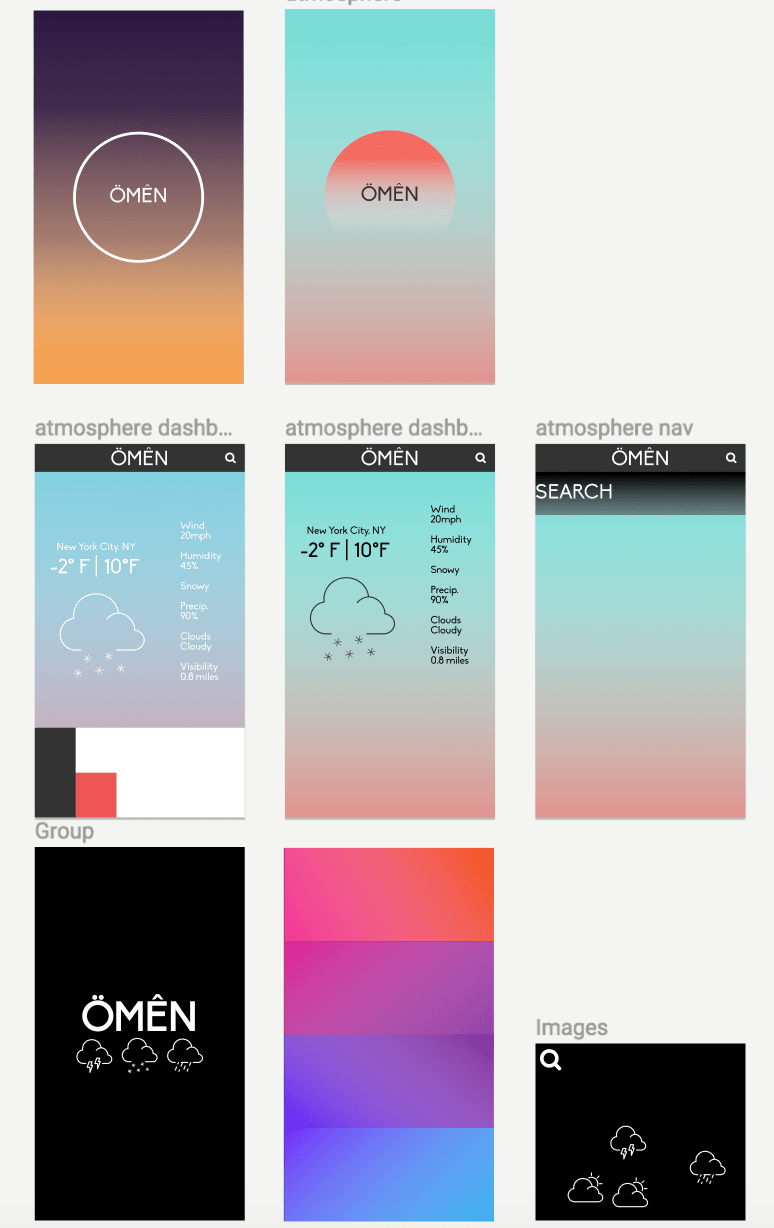 atmosphere
ÖMÊN
ÖMÊN
atmosphere dashb...
ÖMÊN
New York City, NY
-2° F | 10°F
Wind
20mph
Humidity
45%
Snowy
Precip.
90%
Clouds
Cloudy
Visibility
0.8 miles
atmosphere dashb...
ÖMÊN
New York City, NY
-2° F | 10°F
Wind
20mph
Humidity
45%
Snowy
Precip.
90%
Clouds
Cloudy
Visibility
0.8 miles
atmosphere nav
ÖMÊN
SEARCH
Group
ÖMÊN
Images